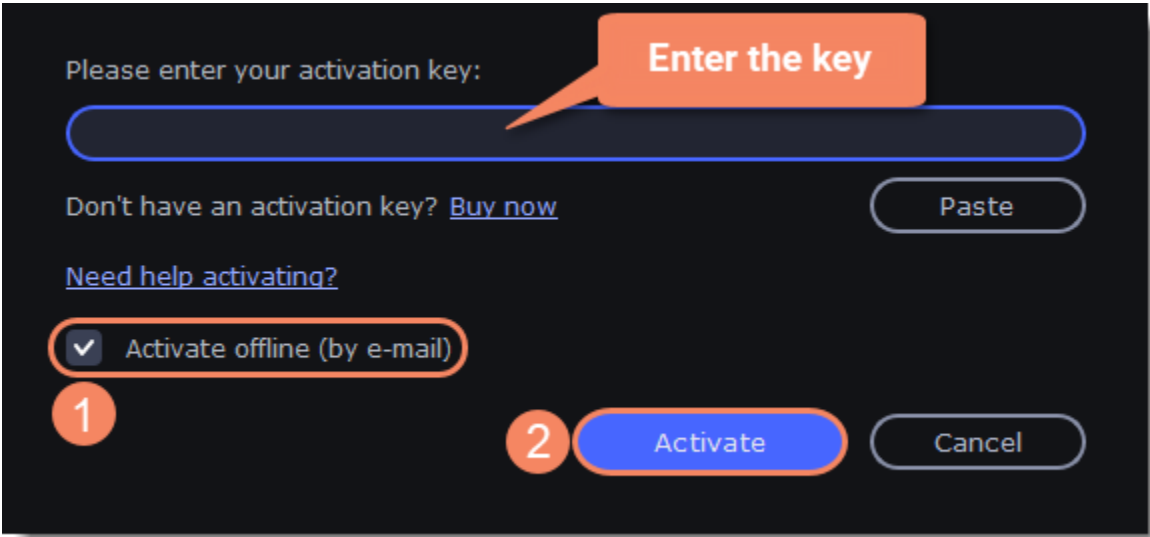 Enter the key
Please enter your activation key:
Don't have an activation key? Buy now
Paste
Need help activating?
Activate offline (by e-mail)
1
2
Activate
Cancel